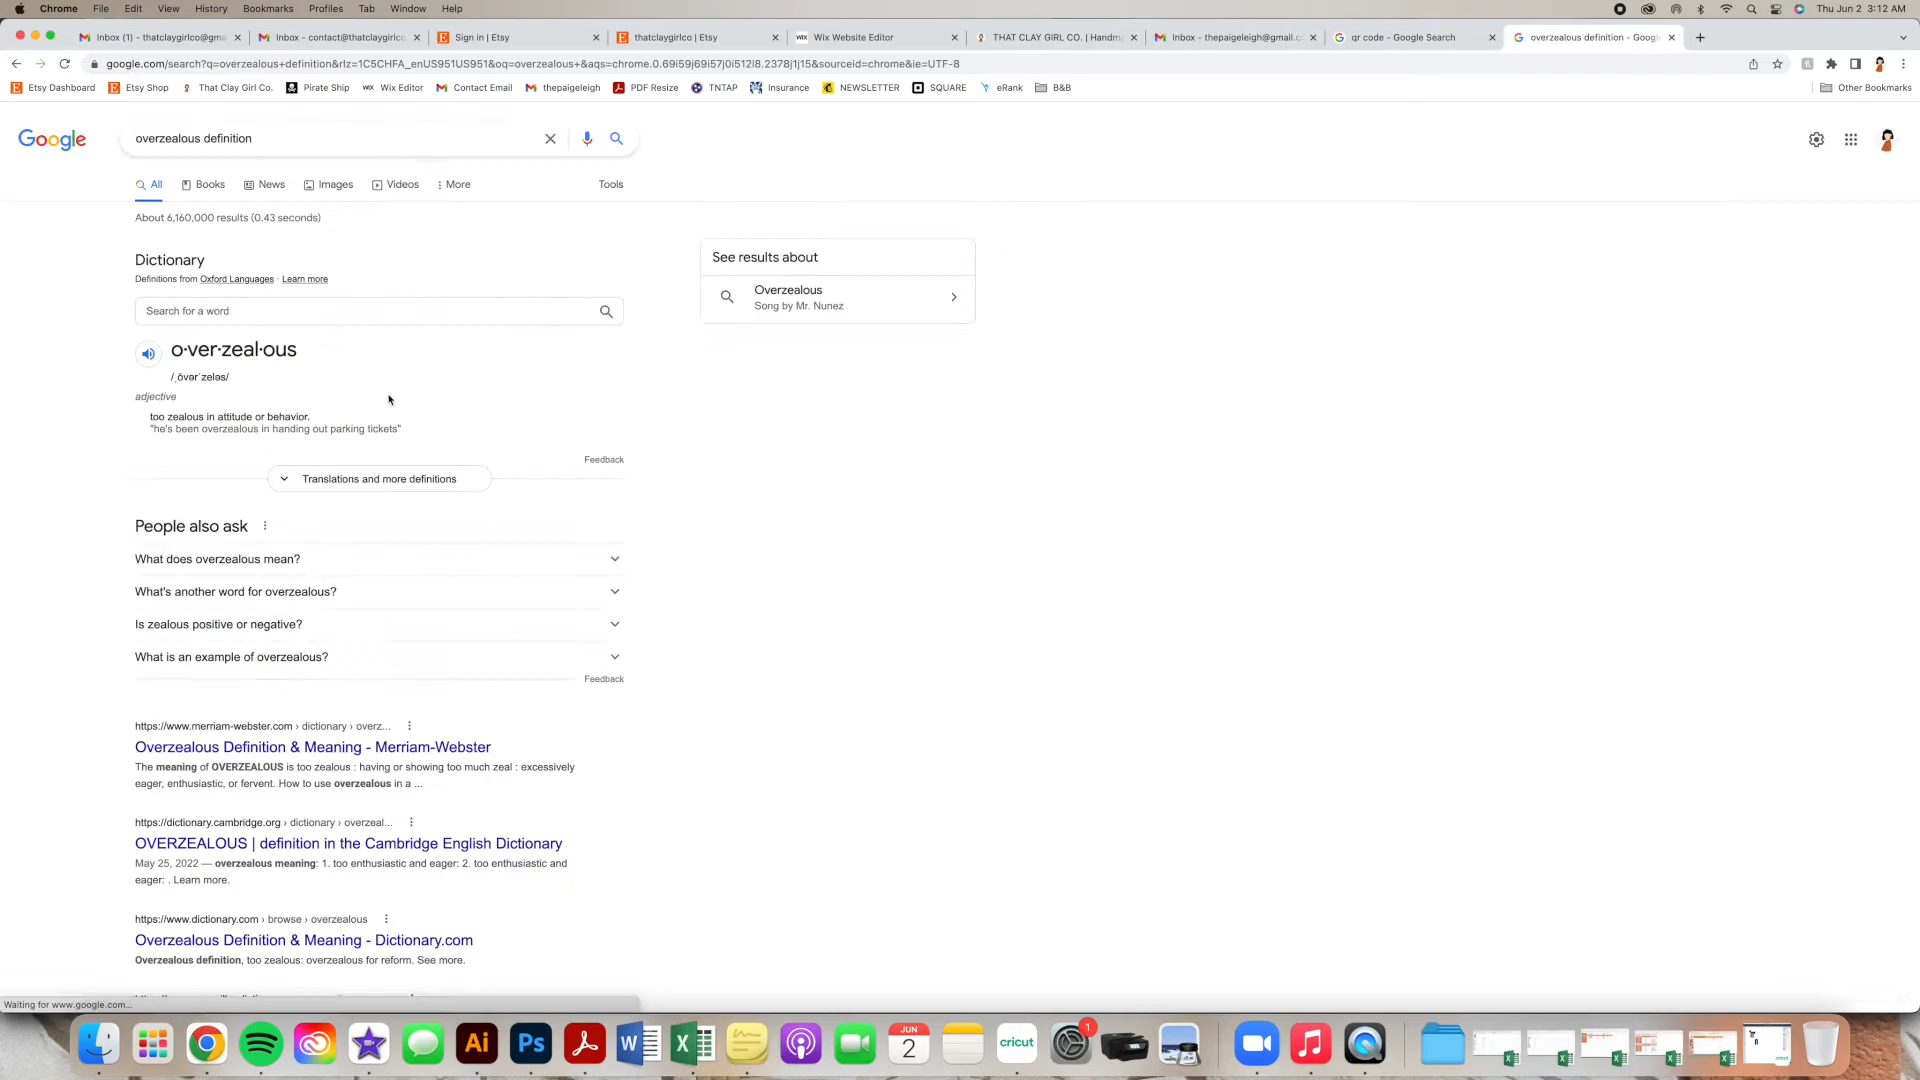 Chrome File Edit View History Bookmarks Profiles Tab Window Help Thu Jun 2 3:12 AM
Inbox (1) - thatclaygirlco@gma Inbox - contact@thatclaygirlco Sign in | Etsy thatclaygirlco | Etsy WIX Wix Website Editor THAT CLAY GIRL CO. | Handm Inbox - thepaigeleigh@gmail.c qr code - Google Search overzealous definition - Googl
google.com/search?q=overzealous+definition&rlz=1C5CHFA_enUS951US951&oq=overzealous+&aqs=chrome.0.69i59j69i57j0i512l8.2378j1j15&sourceid=chrome&ie=UTF-8
Etsy Dashboard Etsy Shop That Clay Girl Co. Pirate Ship WIX Wix Editor Contact Email thepaigeleigh PDF Resize TNTAP Insurance NEWSLETTER SQUARE eRank B&B Other Bookmarks
Google overzealous definition
All Books News Images Videos More Tools
About 6,160,000 results (0.43 seconds)
Dictionary
Definitions from Oxford Languages · Learn more
Search for a word
o·ver·zeal·ous
/ˌōvərˈzeləs/
adjective
too zealous in attitude or behavior.
"he's been overzealous in handing out parking tickets"
Feedback
Translations and more definitions
See results about
Overzealous
Song by Mr. Nunez
People also ask
What does overzealous mean?
What's another word for overzealous?
Is zealous positive or negative?
What is an example of overzealous?
Feedback
https://www.merriam-webster.com › dictionary › overz...
Overzealous Definition & Meaning - Merriam-Webster
The meaning of OVERZEALOUS is too zealous : having or showing too much zeal : excessively
eager, enthusiastic, or fervent. How to use overzealous in a ...
https://dictionary.cambridge.org › dictionary › overzeal...
OVERZEALOUS | definition in the Cambridge English Dictionary
May 25, 2022 — overzealous meaning: 1. too enthusiastic and eager: 2. too enthusiastic and
eager: . Learn more.
https://www.dictionary.com › browse › overzealous
Overzealous Definition & Meaning - Dictionary.com
Overzealous definition, too zealous: overzealous for reform. See more.
Waiting for www.google.com...
Ai Ps W X JUN 2 cricut 1